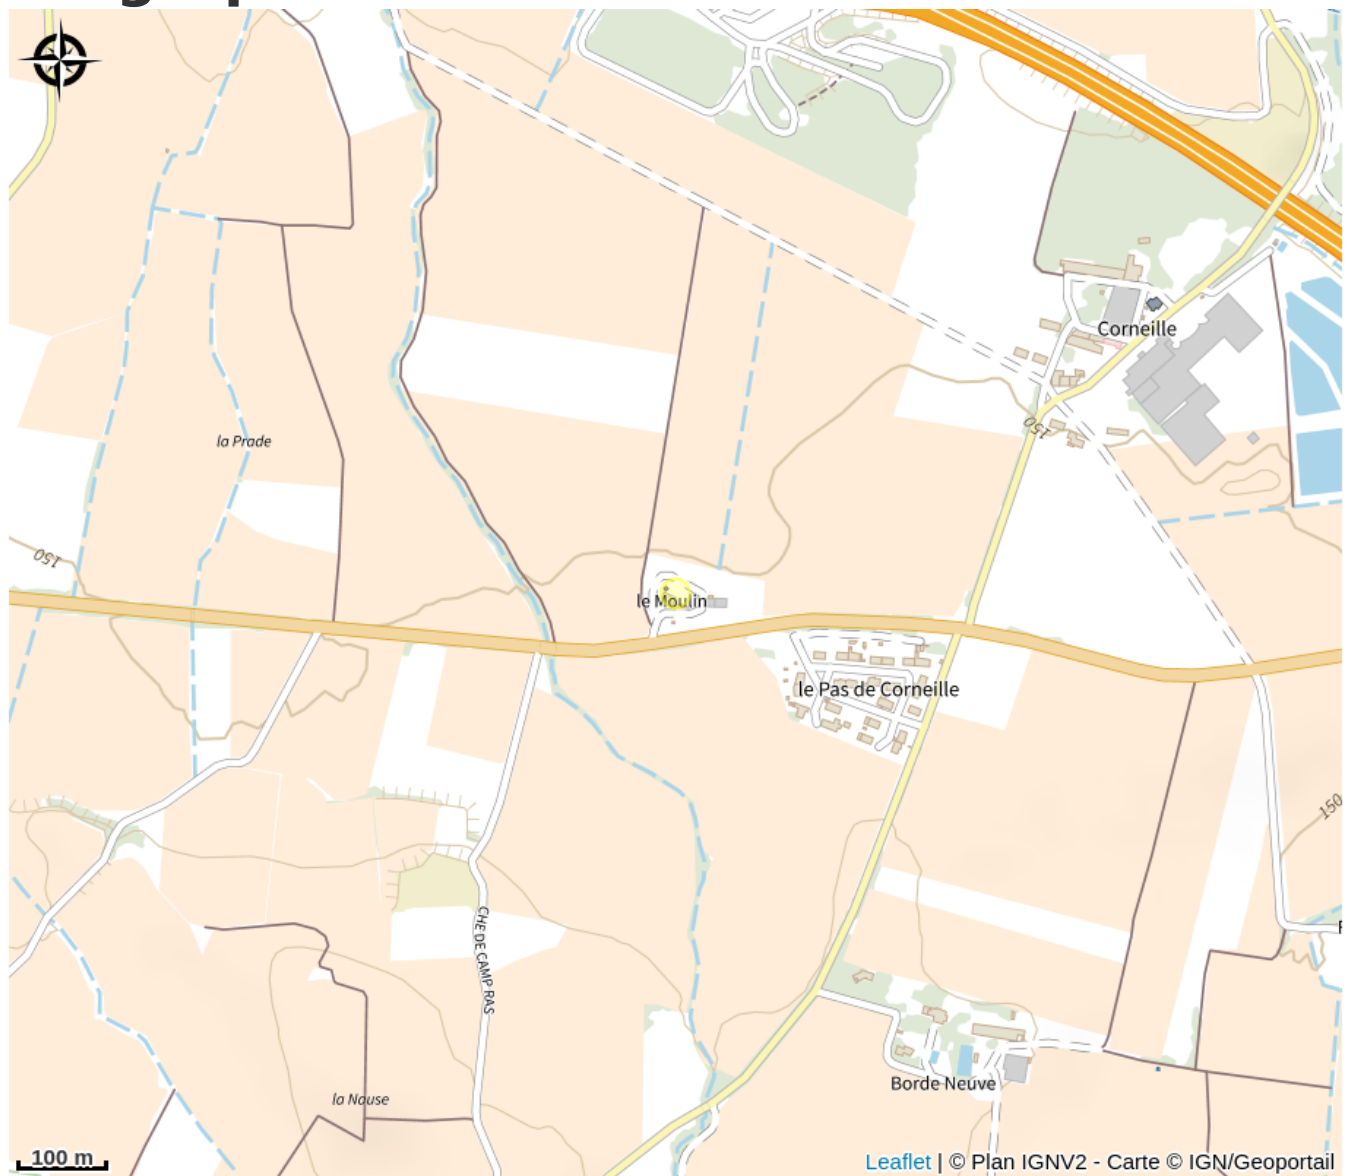 Corneille
150
la Prade
150
le Moulin
le Pas de Corneille
150
CHE DE CAMP RAS
Borde Neuve
la Nause
100 m
Leaflet | © Plan IGNV2 - Carte © IGN/Geoportail